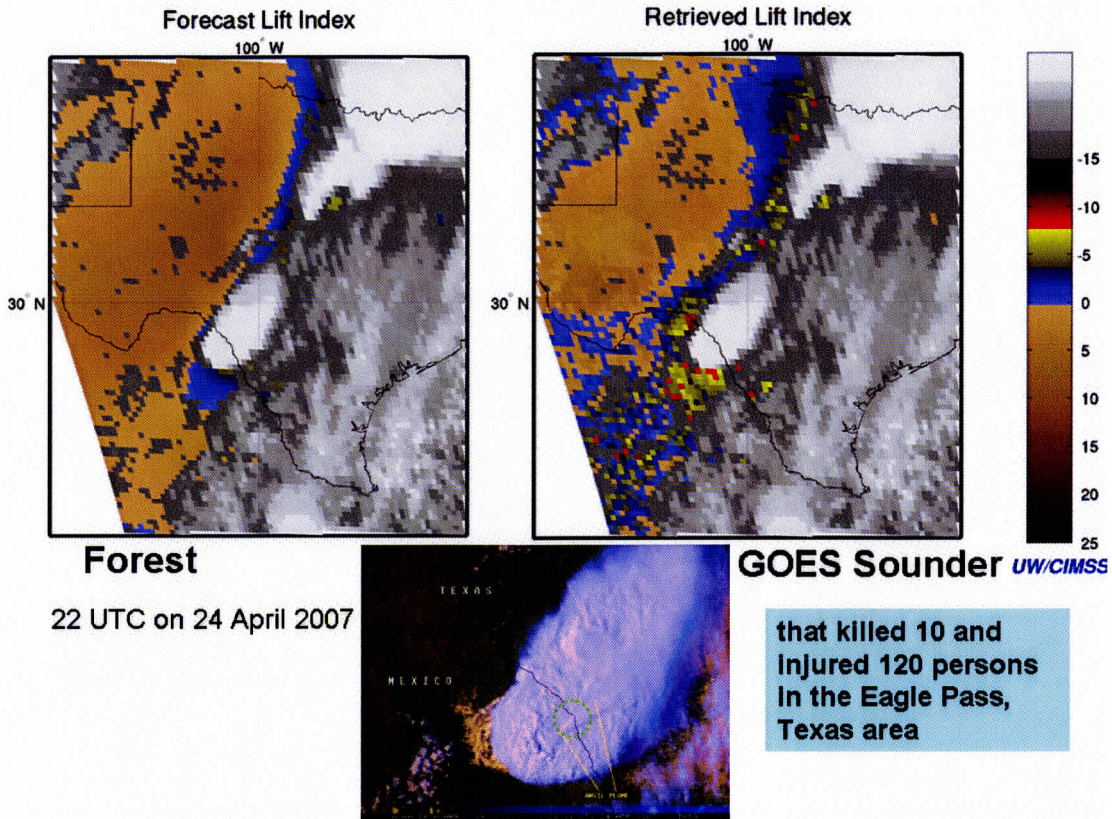 Forecast Lift Index
100° W
Retrieved Lift Index
100° W
30° N
30° N
-15
-10
-5
0
5
10
15
20
25
Forest
22 UTC on 24 April 2007
GOES Sounder
UW/CIMSS
TEXAS
MEXICO
ANVIL PLUME
that killed 10 and
injured 120 persons
in the Eagle Pass,
Texas area